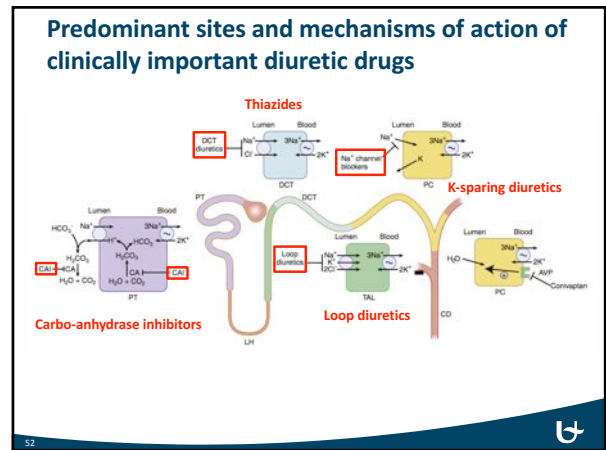 Predominant sites and mechanisms of action of
clinically important diuretic drugs
Thiazides
Lumen Blood
DCT
diuretics
Na⁺
Cl⁻
3Na⁺
2K⁺
DCT
Lumen PC Blood
Na⁺
Na⁺ channel
blockers
K
3Na⁺
2K⁺
PC
K-sparing diuretics
PT
DCT
Lumen Blood
HCO₃⁻
H⁺
HCO₃⁻
3Na⁺
2K⁺
H₂CO₃
H₂CO₃
CAI
CA
CA
CAI
H₂O + CO₂
H₂O + CO₂
PT
Carbo-anhydrase inhibitors
Lumen Blood
Loop
diuretics
Na⁺
K⁺
2Cl⁻
3Na⁺
2K⁺
TAL
Loop diuretics
Lumen Blood
H₂O
3Na⁺
2K⁺
AVP
Conivaptan
PC
CD
LH
52